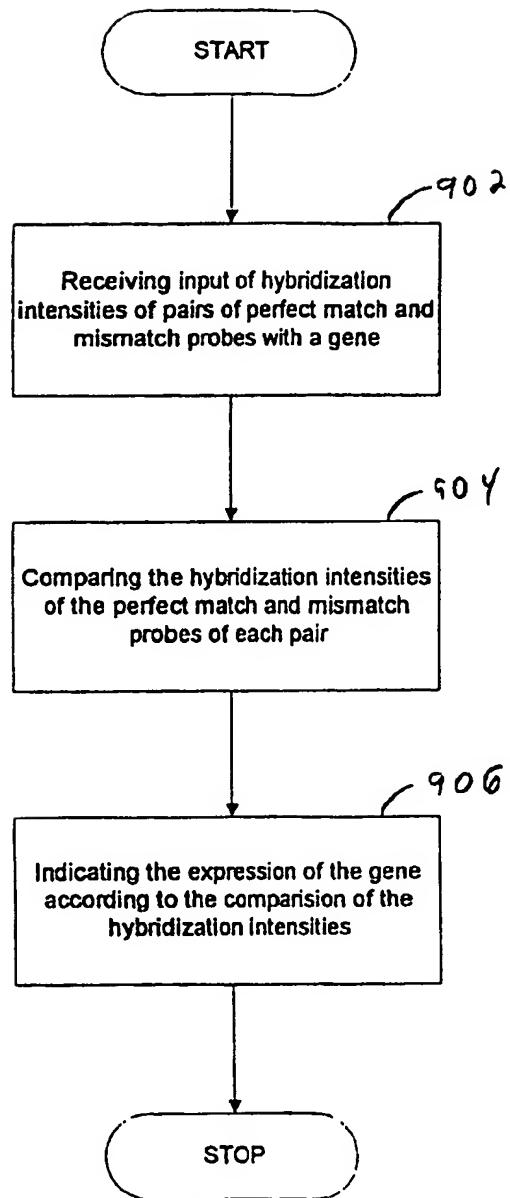 START
902
Receiving input of hybridization
intensities of pairs of perfect match and
mismatch probes with a gene
904
Comparing the hybridization intensities
of the perfect match and mismatch
probes of each pair
906
Indicating the expression of the gene
according to the comparision of the
hybridization intensities
STOP